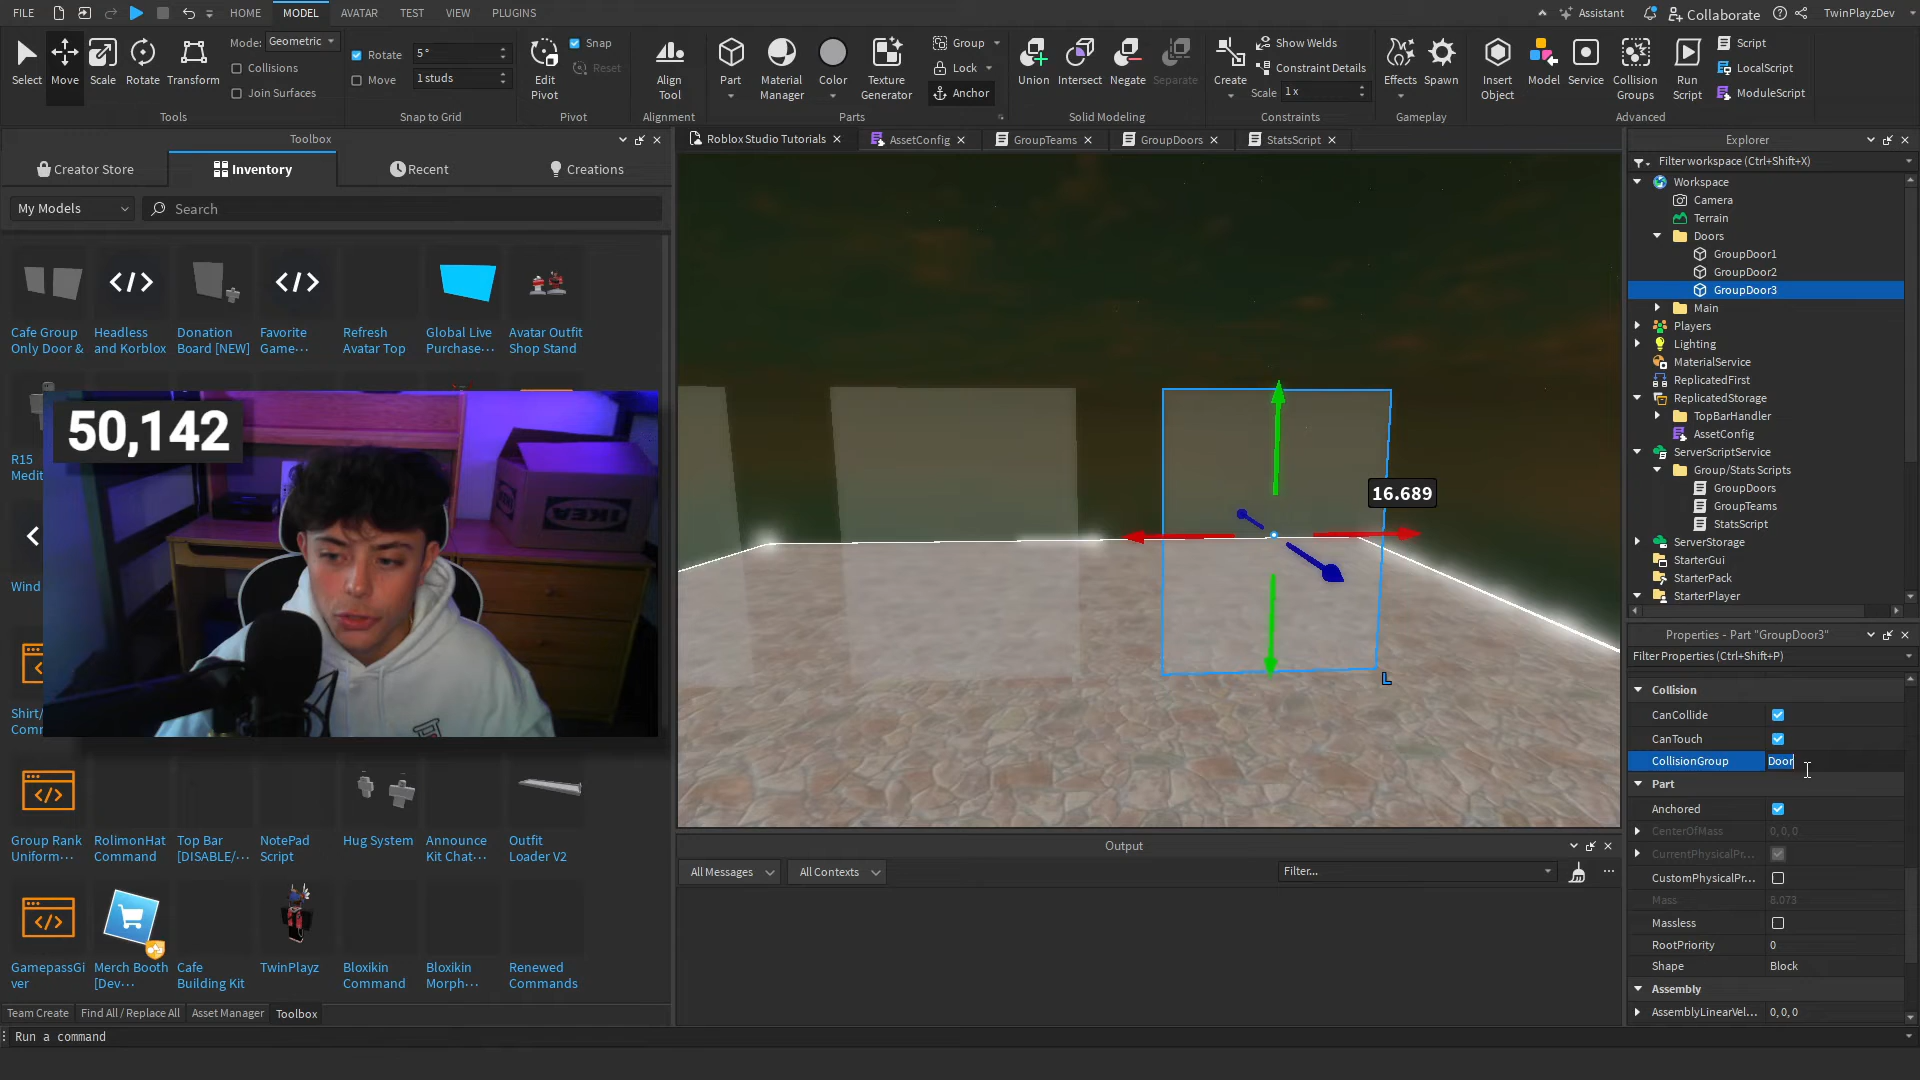 FILE HOME MODEL AVATAR TEST VIEW PLUGINS Assistant Collaborate TwinPlayzDev
Select Move Scale Rotate Transform
Mode: Geometric
Collisions
Join Surfaces
Tools
Rotate 5°
Move 1 studs
Snap to Grid
Edit Pivot
Snap
Reset
Pivot
Align Tool
Alignment
Part
Material Manager
Color
Texture Generator
Group
Lock
Anchor
Parts
Union Intersect Negate Separate
Solid Modeling
Create
Show Welds
Constraint Details
Scale 1 x
Constraints
Effects Spawn
Gameplay
Insert Object
Model Service
Collision Groups
Run Script
Script
LocalScript
ModuleScript
Advanced
Toolbox
Creator Store Inventory Recent Creations
My Models Search
Cafe Group Only Door &
Headless and Korblox
Donation Board [NEW]
Favorite Game...
Refresh Avatar Top
Global Live Purchase...
Avatar Outfit Shop Stand
50,142
IKEA
R15
Medit
Wind
Shirt/
Comm
Group Rank Uniform...
RolimonHat Command
Top Bar [DISABLE/...
NotePad Script
Hug System
Announce Kit Chat...
Outfit Loader V2
GamepassGi ver
Merch Booth [Dev...
Cafe Building Kit
TwinPlayz
Bloxikin Command
Bloxikin Morph...
Renewed Commands
Team Create Find All / Replace All Asset Manager Toolbox
Run a command
Roblox Studio Tutorials AssetConfig GroupTeams GroupDoors StatsScript
16.689
L
Output
All Messages All Contexts Filter...
Explorer
Filter workspace (Ctrl+Shift+X)
Workspace
Camera
Terrain
Doors
GroupDoor1
GroupDoor2
GroupDoor3
Main
Players
Lighting
MaterialService
ReplicatedFirst
ReplicatedStorage
TopBarHandler
AssetConfig
ServerScriptService
Group/Stats Scripts
GroupDoors
GroupTeams
StatsScript
ServerStorage
StarterGui
StarterPack
StarterPlayer
Properties - Part "GroupDoor3"
Filter Properties (Ctrl+Shift+P)
Collision
CanCollide
CanTouch
CollisionGroup Door
Part
Anchored
CenterOfMass 0, 0, 0
CurrentPhysicalPr...
CustomPhysicalPr...
Mass 8.073
Massless
RootPriority 0
Shape Block
Assembly
AssemblyLinearVel... 0, 0, 0